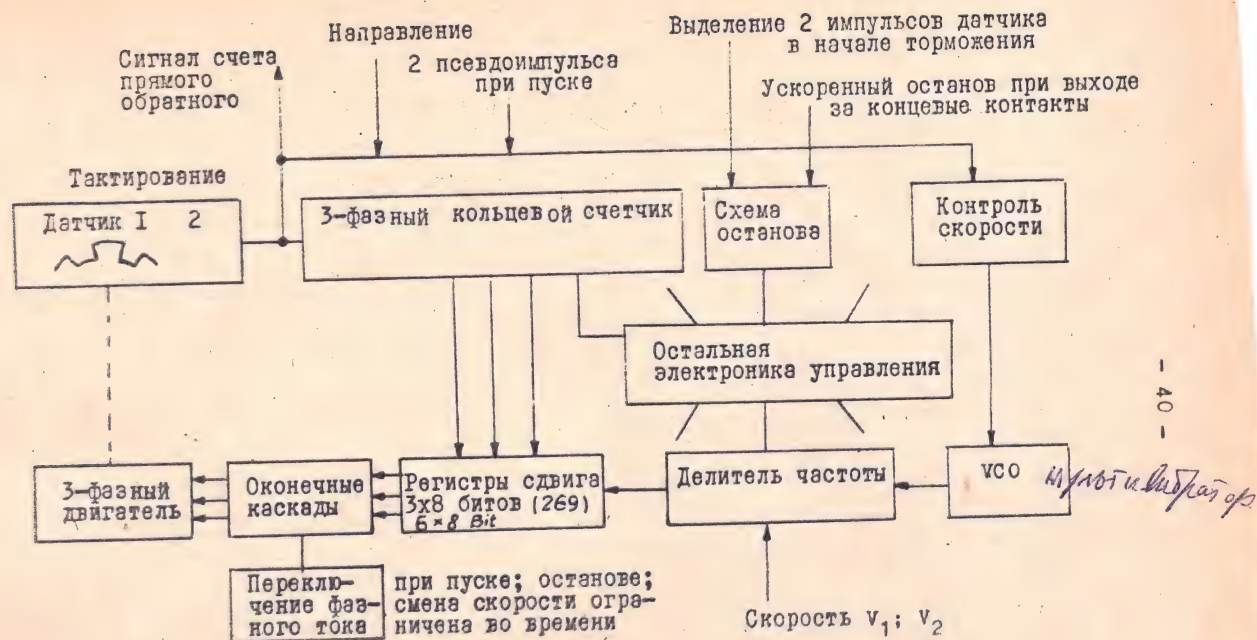 Направление
Выделение 2 импульсов датчика
в начале торможения
Сигнал счета
прямого
обратного
2 псевдоимпульса
при пуске
Ускоренный останов при выходе
за концевые контакты
Тактирование
Датчик I 2
3-фазный кольцевой счетчик
Схема
останова
Контроль
скорости
Остальная
электроника управления
- 40 -
3-фазный
двигатель
Оконечные
каскады
Регистры сдвига
3х8 битов (269)
6×8 Bit
Делитель частоты
VCO
мультивибратор
Переклю-
чение фаз-
ного тока
при пуске; останове;
смена скорости огра-
ничена во времени
Скорость V₁; V₂